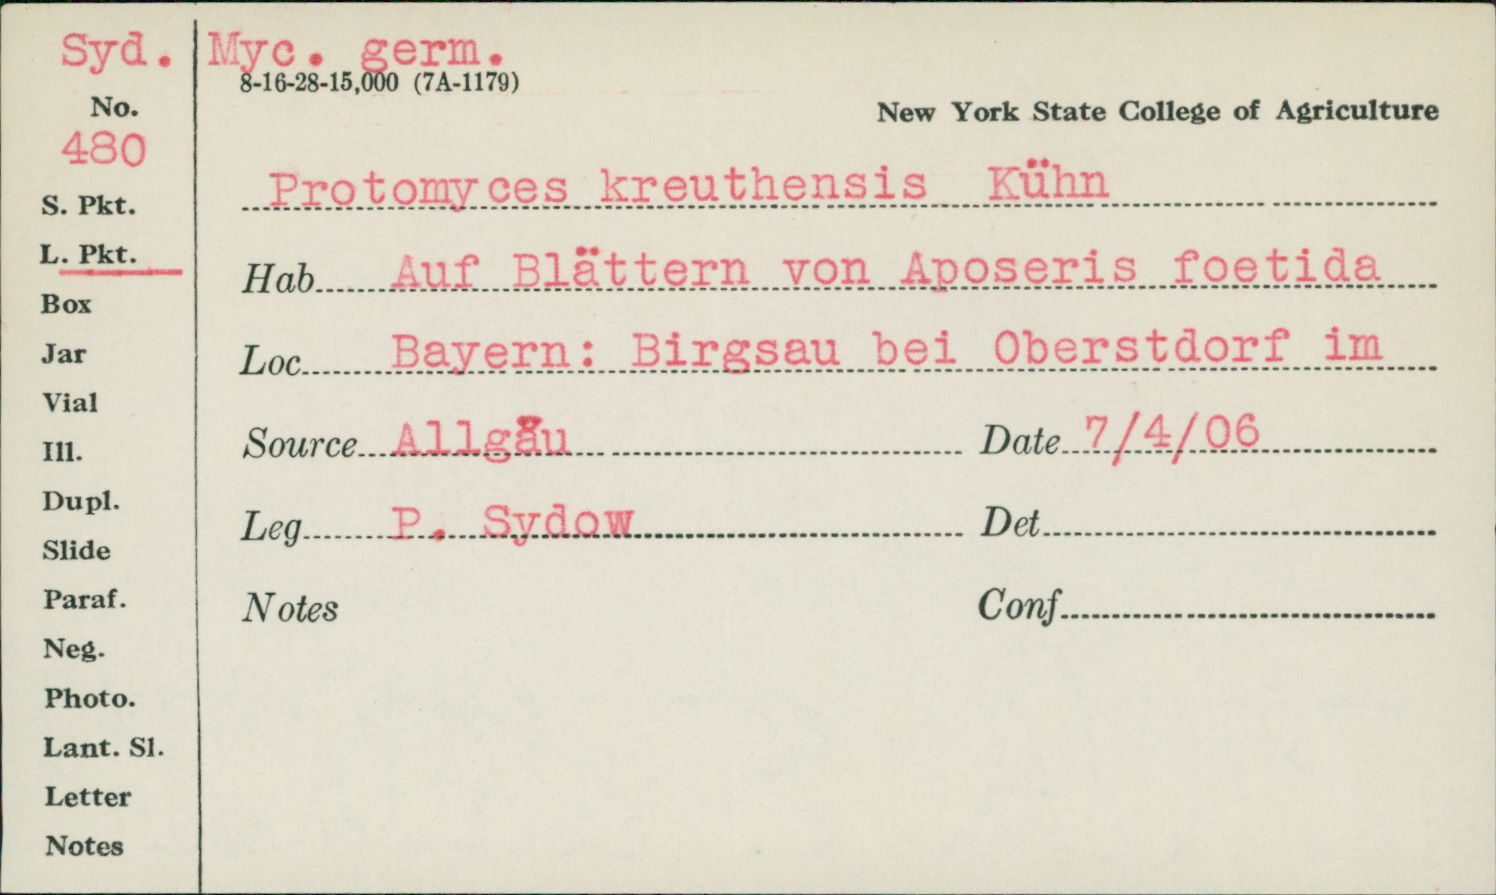 Syd. Myc. germ.
8-16-28-15,000 (7A-1179)
No.
New York State College of Agriculture
480
Protomyces kreuthensis Kühn
S. Pkt.
L. Pkt.
Hab Auf Blättern von Aposeris foetida
Box
Jar
Loc Bayern: Birgsau bei Oberstdorf im
Vial
Ill.
Source Allgäu Date 7/4/06
Dupl.
Leg P. Sydow Det
Slide
Paraf.
Notes Conf
Neg.
Photo.
Lant. Sl.
Letter
Notes